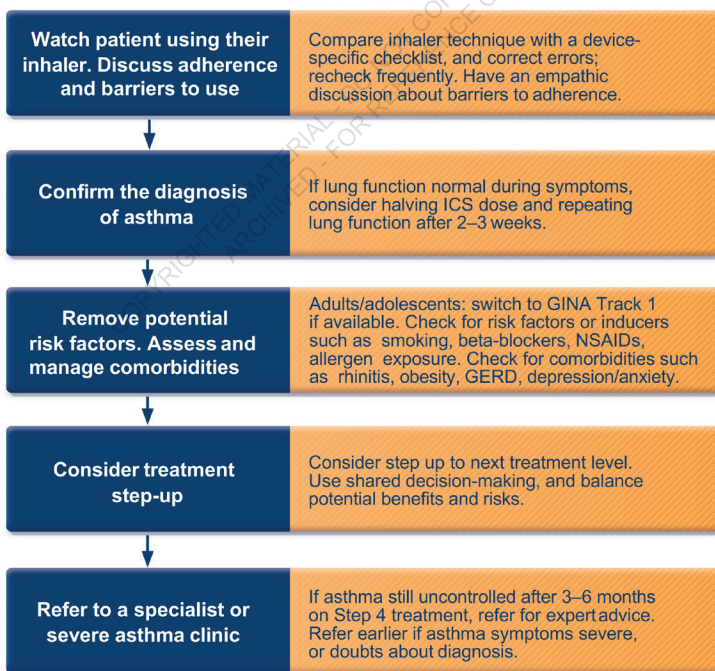 Watch patient using their
inhaler. Discuss adherence
and barriers to use
Compare inhaler technique with a device-
specific checklist, and correct errors;
recheck frequently. Have an empathic
discussion about barriers to adherence.
Confirm the diagnosis
of asthma
If lung function normal during symptoms,
consider halving ICS dose and repeating
lung function after 2–3 weeks.
Remove potential
risk factors. Assess and
manage comorbidities
Adults/adolescents: switch to GINA Track 1
if available. Check for risk factors or inducers
such as smoking, beta-blockers, NSAIDs,
allergen exposure. Check for comorbidities such
as rhinitis, obesity, GERD, depression/anxiety.
Consider treatment
step-up
Consider step up to next treatment level.
Use shared decision-making, and balance
potential benefits and risks.
Refer to a specialist or
severe asthma clinic
If asthma still uncontrolled after 3–6 months
on Step 4 treatment, refer for expert advice.
Refer earlier if asthma symptoms severe,
or doubts about diagnosis.
COPYRIGHTED MATERIAL
ARCHIVED - FOR